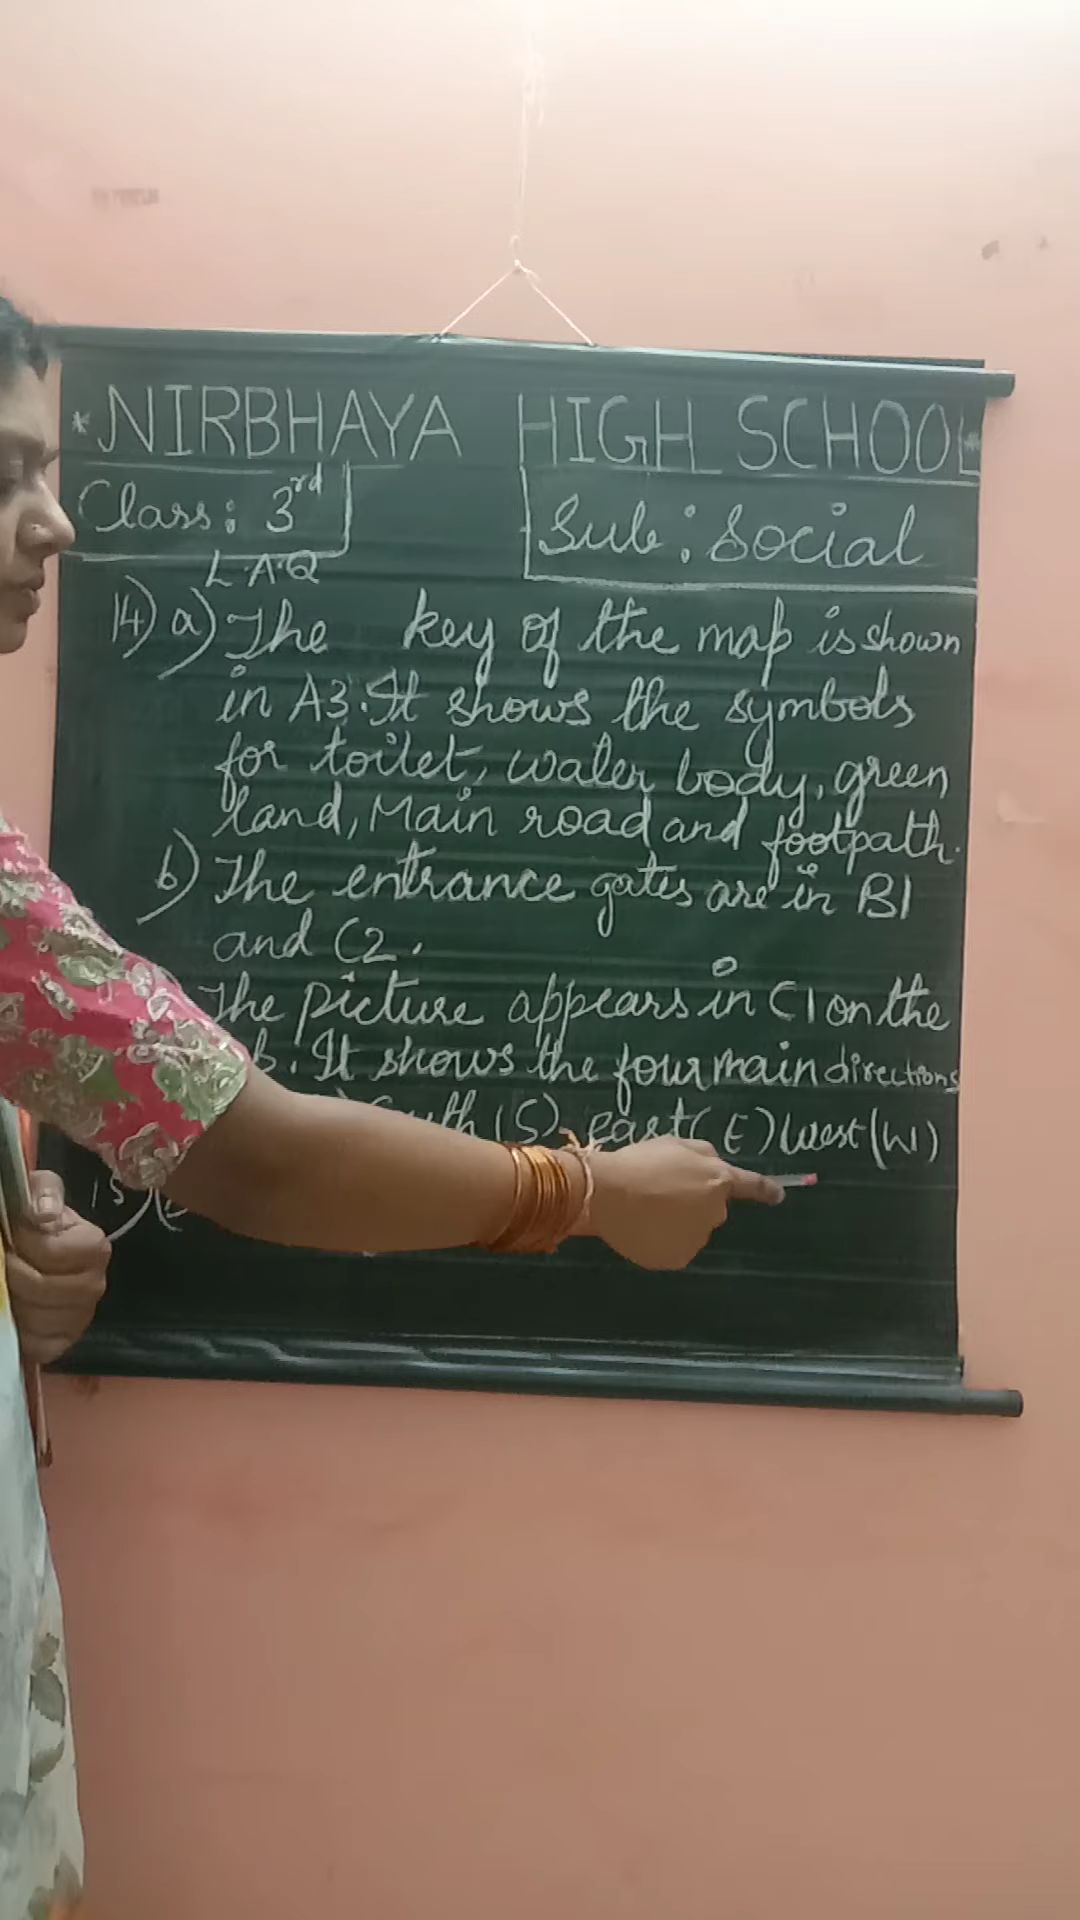 *NIRBHAYA HIGH SCHOOL*
Class: 3rd
Sub: Social
L.A.Q
14) a) The key of the map is shown
in A3. It shows the symbols
for toilet, water body, green
land, Main road and footpath.
b) The entrance gates are in B1
and C2.
The picture appears in C1 on the
b. It shows the four main directions
South (S), east (E) West (W)
15)